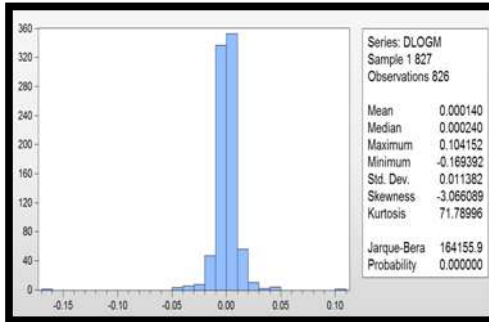 360
320
280
240
200
160
120
80
40
0
-0.15 -0.10 -0.05 0.00 0.05 0.10
Series: DLOGM
Sample 1 827
Observations 826
Mean 0.000140
Median 0.000240
Maximum 0.104152
Minimum -0.169392
Std. Dev. 0.011382
Skewness -3.066089
Kurtosis 71.78996
Jarque-Bera 164155.9
Probability 0.000000